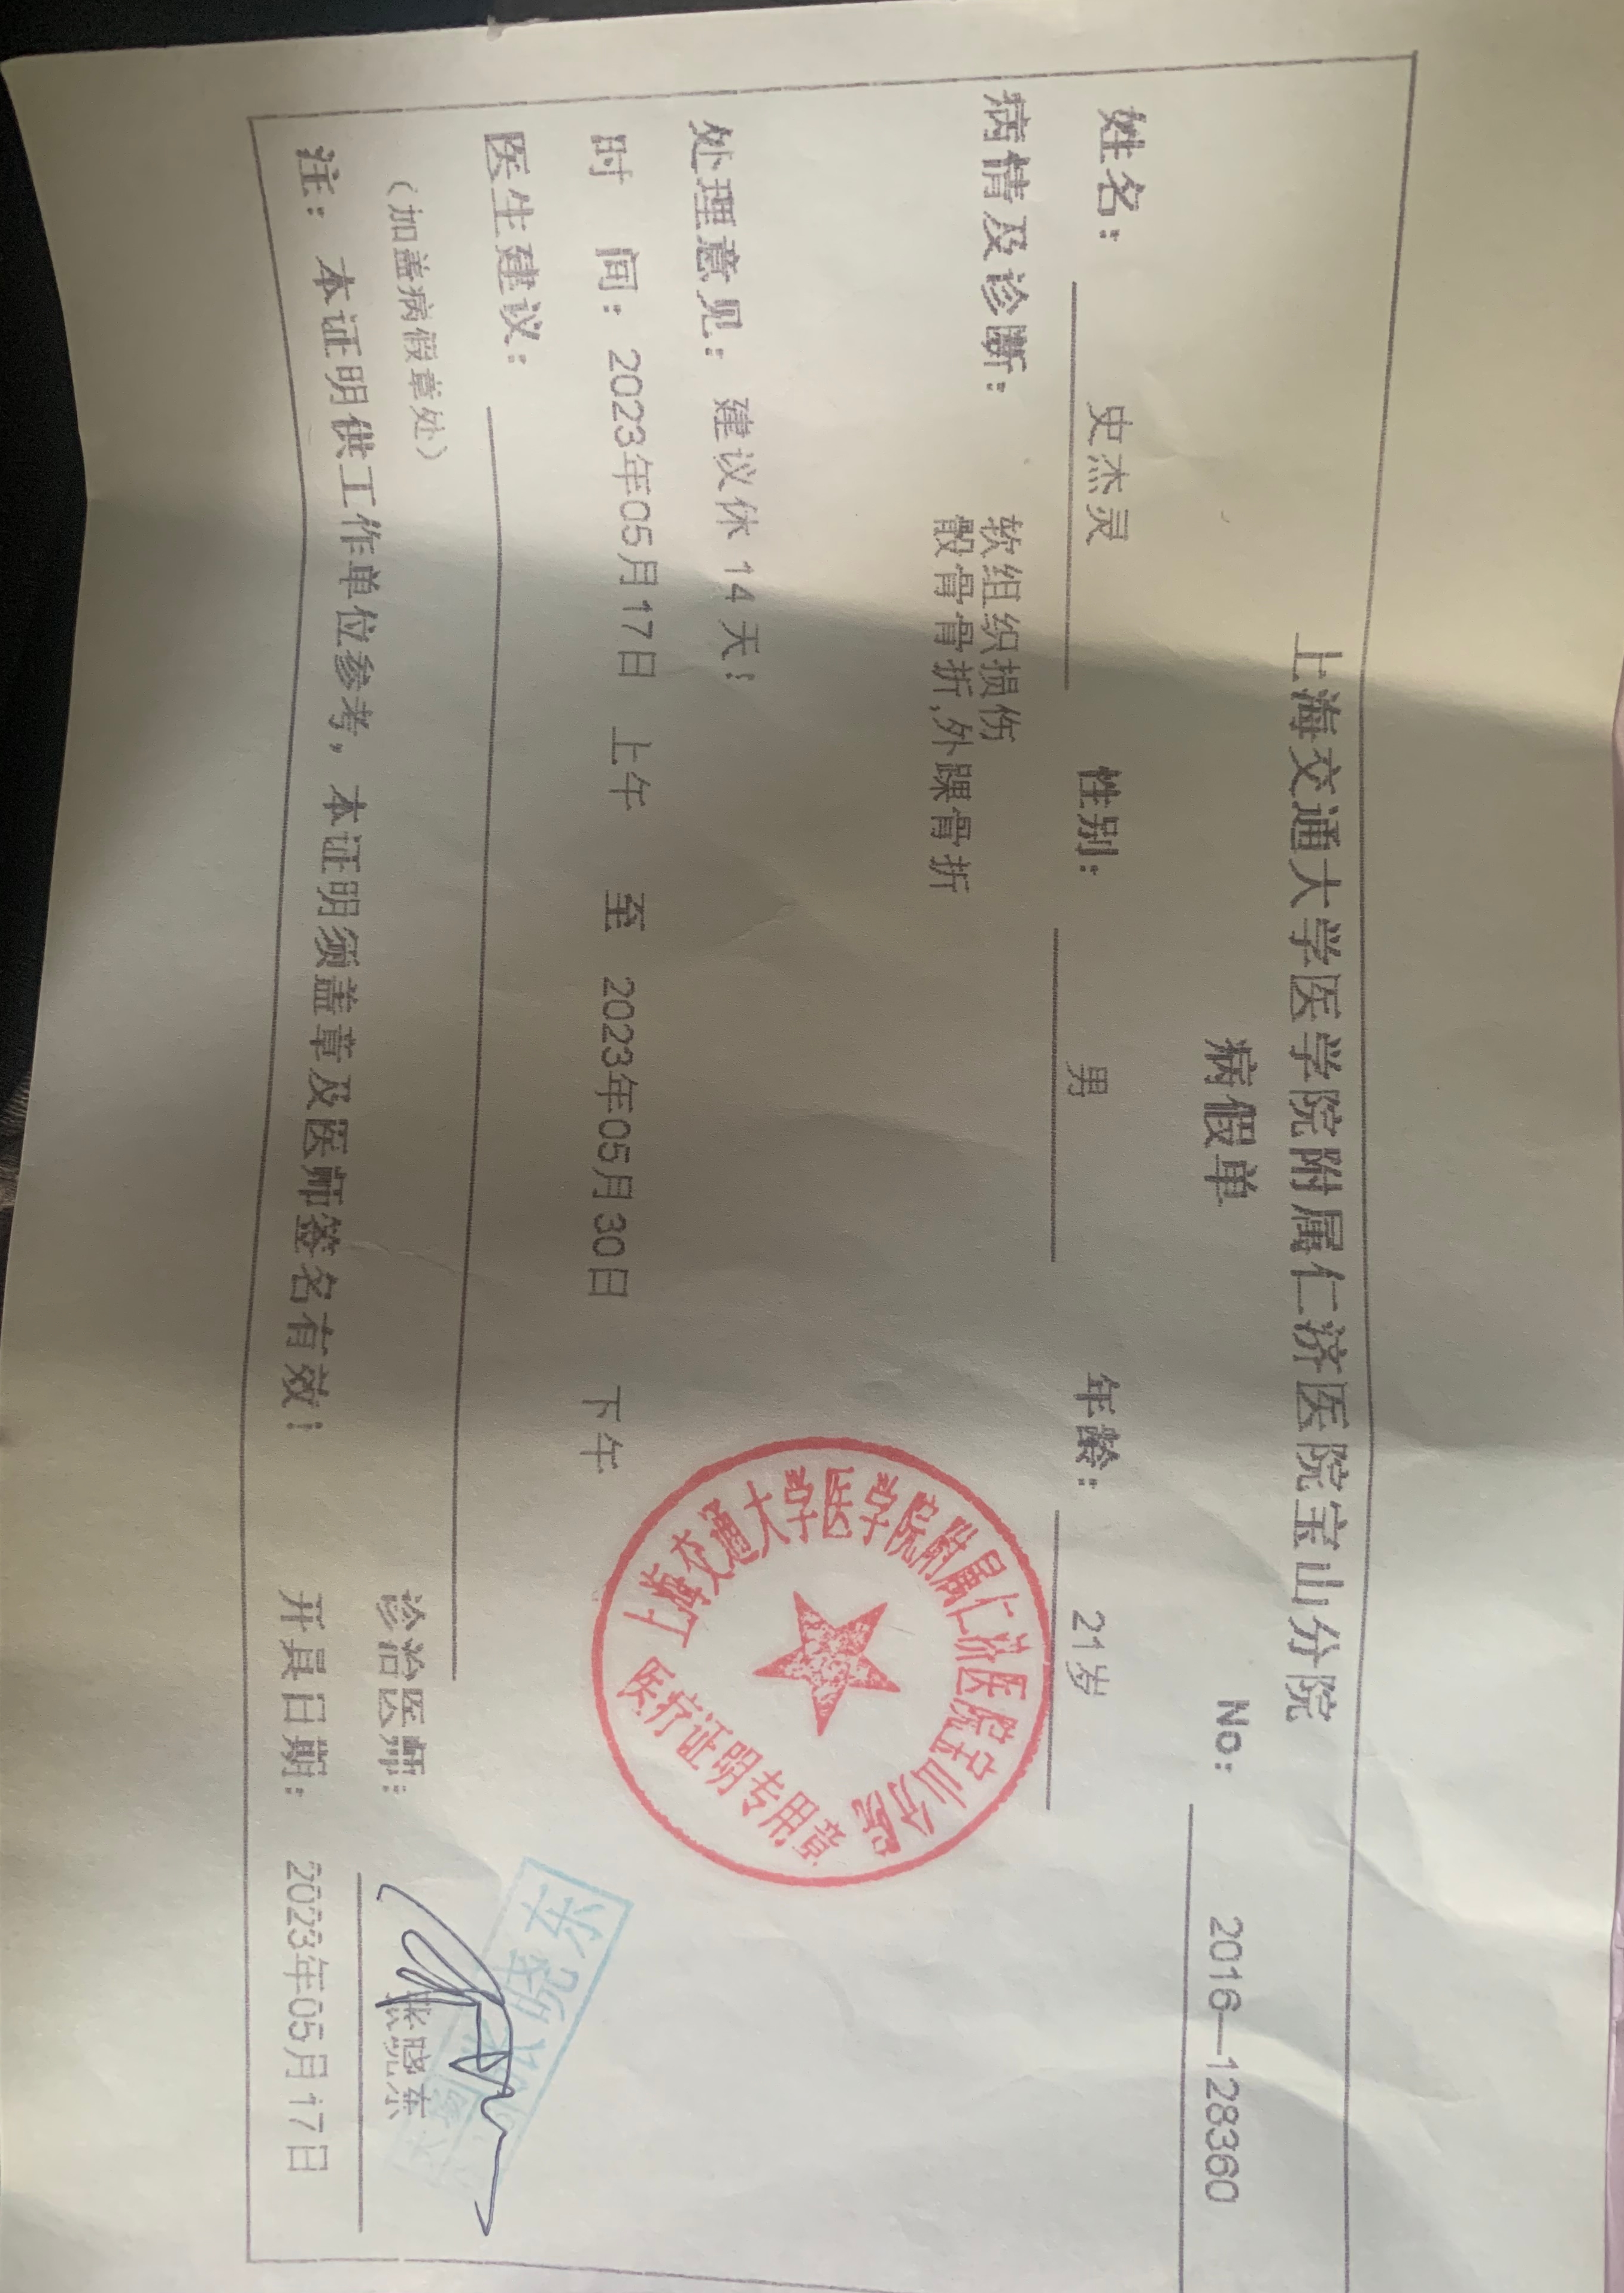 上海交通大学医学院附属仁济医院宝山分院
病假单
No: 2016—128360
姓名: 史杰灵 性别: 男 年龄: 21岁
病情及诊断:
软组织损伤
骰骨骨折,外踝骨折
处理意见: 建议休 14 天;
时 间: 2023年05月17日 上午 至 2023年05月30日 下午
医生建议:
(加盖病假章处)
诊治医师: 张晓东
注: 本证明供工作单位参考, 本证明须盖章及医师签名有效;
开具日期: 2023年05月17日
上海交通大学医学院附属仁济医院宝山分院
医疗证明专用章
张晓东